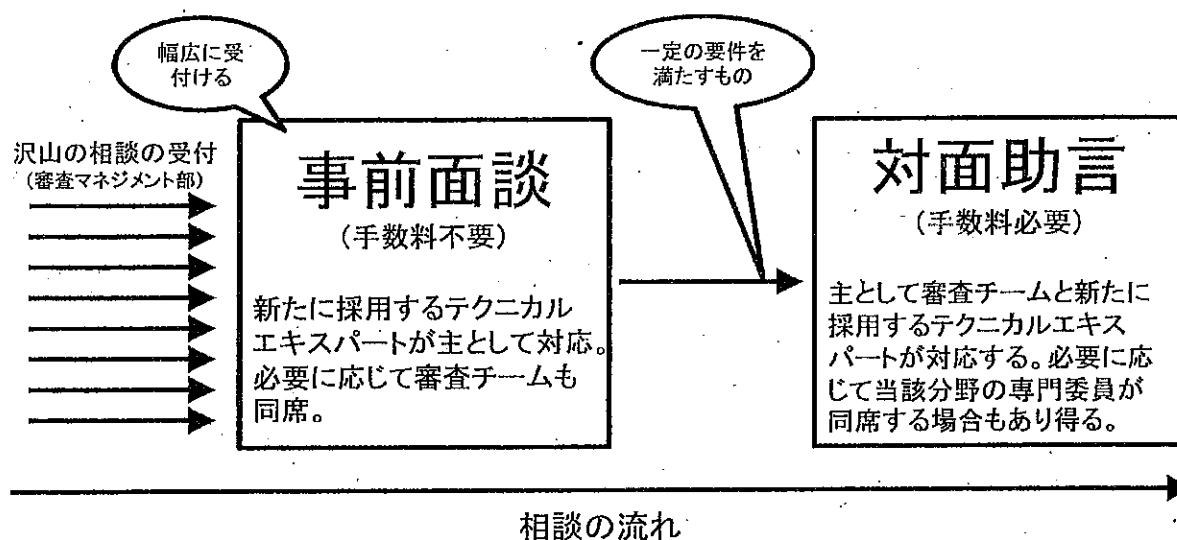 幅広に受
付ける
一定の要件を
満たすもの
沢山の相談の受付
(審査マネジメント部)
事前面談
(手数料不要)
新たに採用するテクニカル
エキスパートが主として対応。
必要に応じて審査チームも
同席。
対面助言
(手数料必要)
主として審査チームと新たに
採用するテクニカルエキス
パートが対応する。必要に応
じて当該分野の専門委員が
同席する場合もあり得る。
相談の流れ